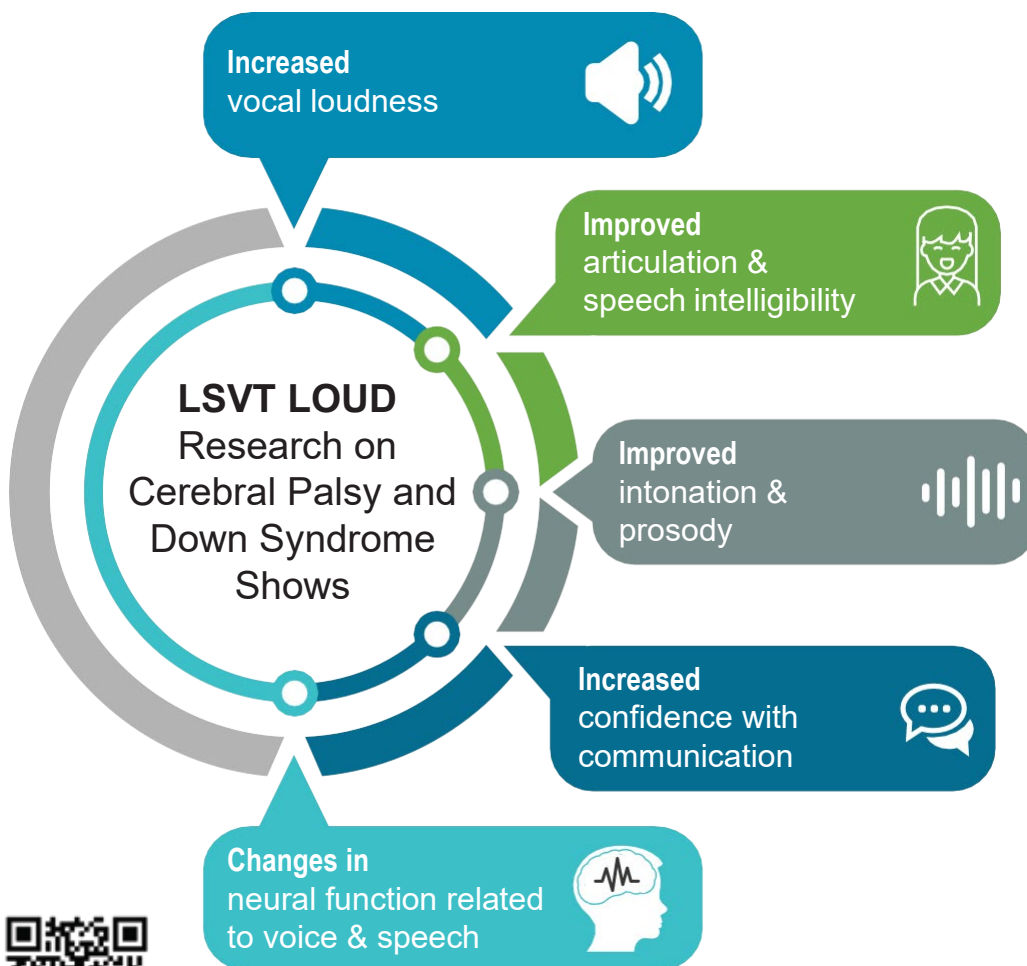 Increased
vocal loudness
Improved
articulation &
speech intelligibility
LSVT LOUD
Research on
Cerebral Palsy and
Down Syndrome
Shows
Improved
intonation &
prosody
Increased
confidence with
communication
Changes in
neural function related
to voice & speech